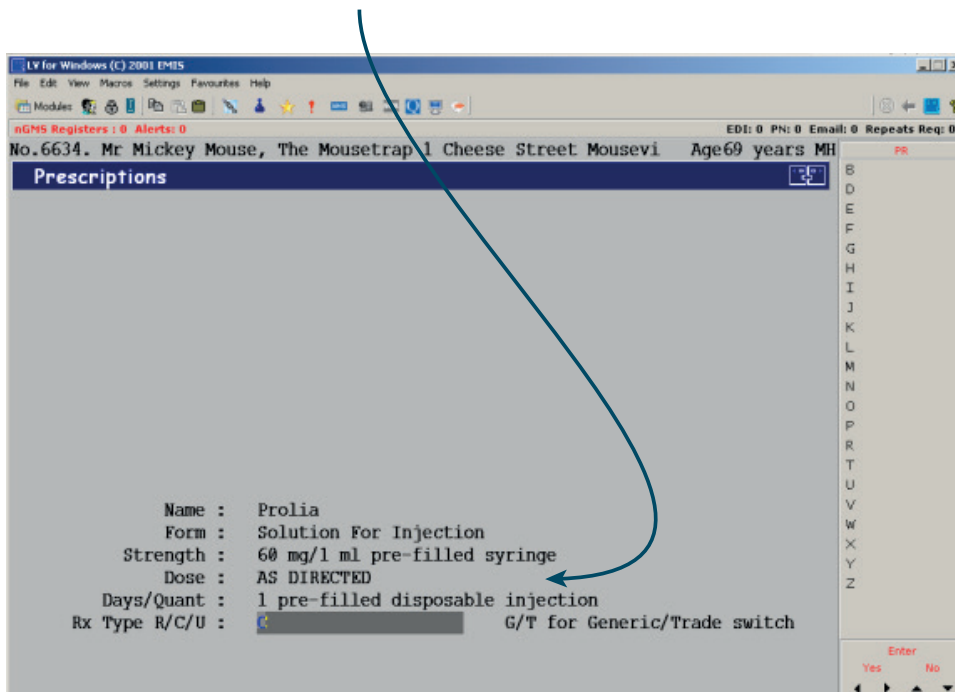 LV for Windows (C) 2001 EMIS
File Edit View Macros Settings Favourites Help
Modules
nGMS Registers : 0 Alerts: 0
EDI: 0 PN: 0 Email: 0 Repeats Req: 0
No.6634. Mr Mickey Mouse, The Mousetrap 1 Cheese Street Mousevi Age69 years MH
PR
Prescriptions
B
D
E
F
G
H
I
J
K
L
M
N
O
P
R
T
U
V
W
X
Y
Z
Name : Prolia
Form : Solution For Injection
Strength : 60 mg/1 ml pre-filled syringe
Dose : AS DIRECTED
Days/Quant : 1 pre-filled disposable injection
Rx Type R/C/U : C G/T for Generic/Trade switch
Enter
Yes No